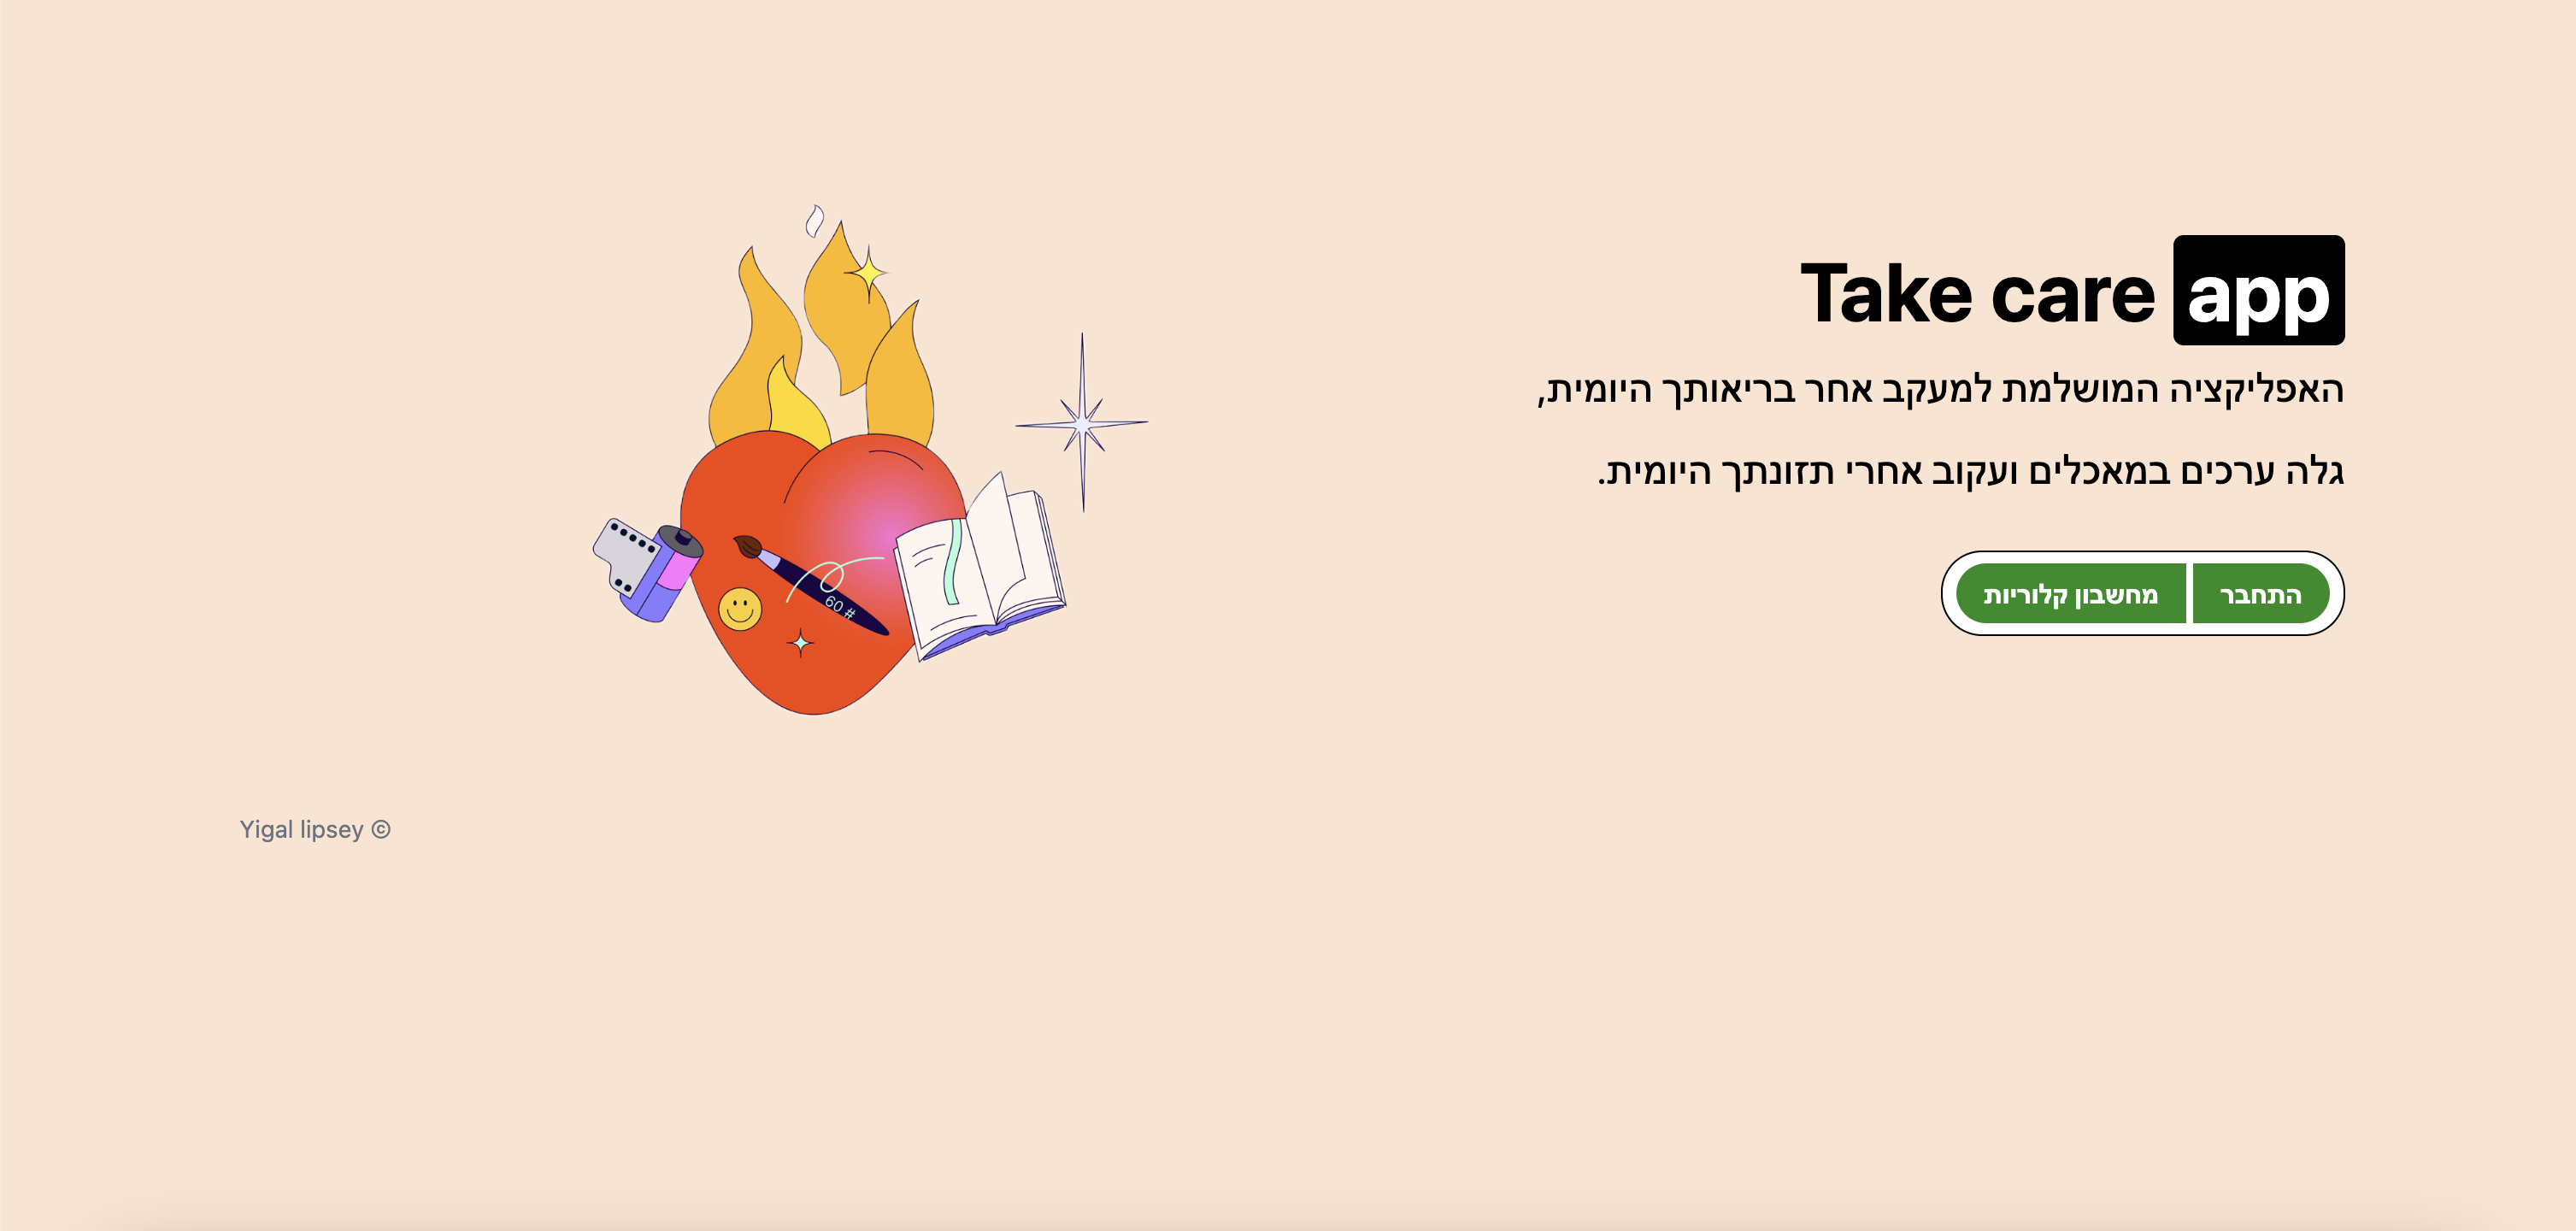 Take care app
האפליקציה המושלמת למעקב אחר בריאותך היומית,
גלה ערכים במאכלים ועקוב אחרי תזונתך היומית.
התחבר
מחשבון קלוריות
60 #
Yigal lipsey ©